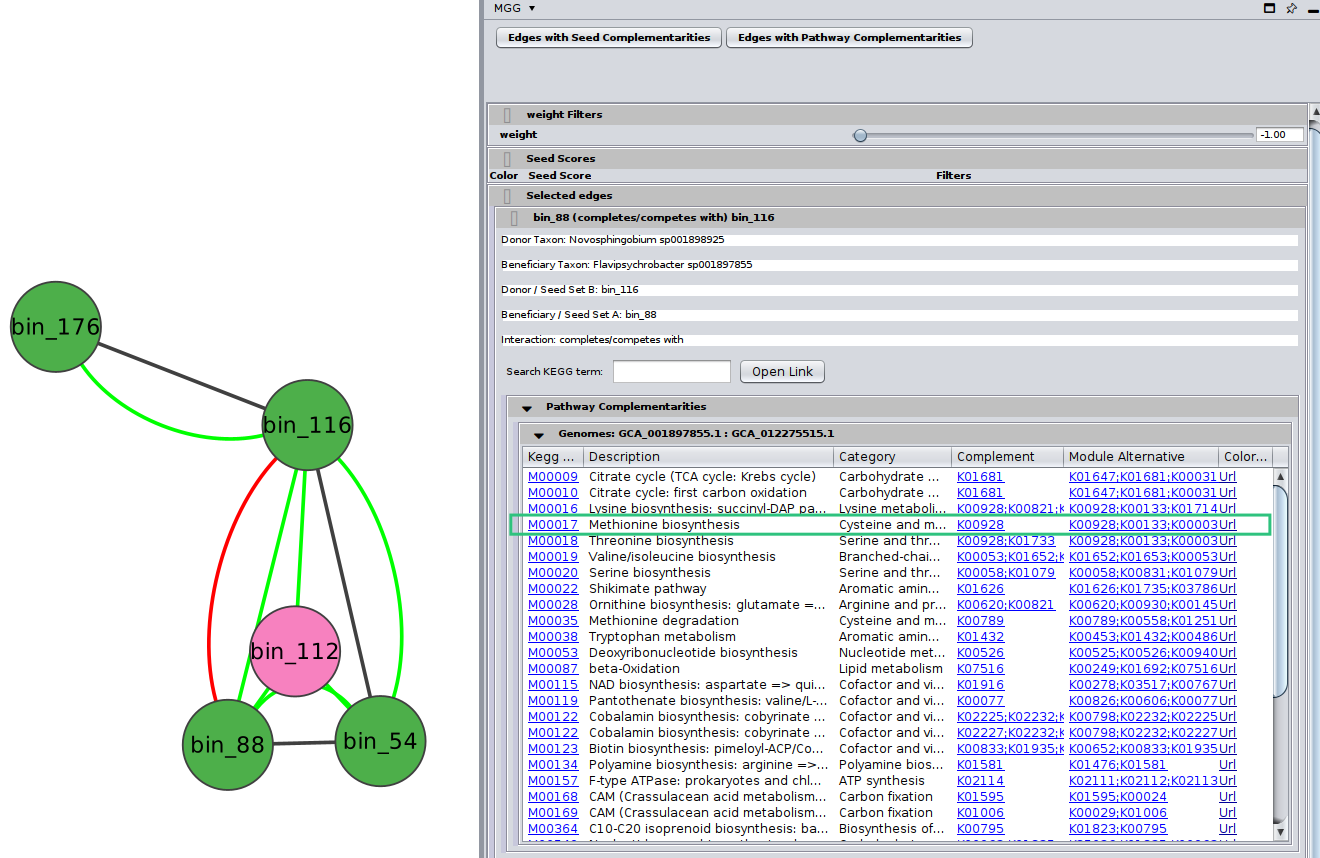 MGG
Edges with Seed Complementarities Edges with Pathway Complementarities
weight Filters
weight -1.00
Seed Scores
Color Seed Score Filters
Selected edges
bin_88 (completes/competes with) bin_116
Donor Taxon: Novosphingobium sp001898925
Beneficiary Taxon: Flavipsychrobacter sp001897855
Donor / Seed Set B: bin_116
Beneficiary / Seed Set A: bin_88
Interaction: completes/competes with
Search KEGG term: Open Link
Pathway Complementarities
Genomes: GCA_001897855.1 : GCA_012275515.1
Kegg ... Description Category Complement Module Alternative Color...
M00009 Citrate cycle (TCA cycle: Krebs cycle) Carbohydrate ... K01681 K01647;K01681;K00031 Url
M00010 Citrate cycle: first carbon oxidation Carbohydrate ... K01681 K01647;K01681;K00031 Url
M00016 Lysine biosynthesis: succinyl-DAP pa... Lysine metaboli... K00928;K00821;K K00928;K00133;K01714 Url
M00017 Methionine biosynthesis Cysteine and m... K00928 K00928;K00133;K00003 Url
M00018 Threonine biosynthesis Serine and thr... K00928;K01733 K00928;K00133;K00003 Url
M00019 Valine/isoleucine biosynthesis Branched-chai... K00053;K01652;K K01652;K01653;K00053 Url
M00020 Serine biosynthesis Serine and thr... K00058;K01079 K00058;K00831;K01079 Url
M00022 Shikimate pathway Aromatic amin... K01626 K01626;K01735;K03786 Url
M00028 Ornithine biosynthesis: glutamate =... Arginine and pr... K00620;K00821 K00620;K00930;K00145 Url
M00035 Methionine degradation Cysteine and m... K00789 K00789;K00558;K01251 Url
M00038 Tryptophan metabolism Aromatic amin... K01432 K00453;K01432;K00486 Url
M00053 Deoxyribonucleotide biosynthesis Nucleotide met... K00526 K00525;K00526;K00940 Url
M00087 beta-Oxidation Lipid metabolism K07516 K00249;K01692;K07516 Url
M00115 NAD biosynthesis: aspartate => qui... Cofactor and vi... K01916 K00278;K03517;K00767 Url
M00119 Pantothenate biosynthesis: valine/L-... Cofactor and vi... K00077 K00826;K00606;K00077 Url
M00122 Cobalamin biosynthesis: cobyrinate ... Cofactor and vi... K02225;K02232;K K00798;K02232;K02225 Url
M00122 Cobalamin biosynthesis: cobyrinate ... Cofactor and vi... K02227;K02232;K K00798;K02232;K02227 Url
M00123 Biotin biosynthesis: pimeloyl-ACP/Co... Cofactor and vi... K00833;K01935;K K00652;K00833;K01935 Url
M00134 Polyamine biosynthesis: arginine =>... Polyamine bios... K01581 K01476;K01581 Url
M00157 F-type ATPase: prokaryotes and chl... ATP synthesis K02114 K02111;K02112;K02113 Url
M00168 CAM (Crassulacean acid metabolism... Carbon fixation K01595 K01595;K00024 Url
M00169 CAM (Crassulacean acid metabolism... Carbon fixation K01006 K00029;K01006 Url
M00364 C10-C20 isoprenoid biosynthesis: ba... Biosynthesis of... K00795 K01823;K00795 Url
bin_176
bin_116
bin_112
bin_88
bin_54